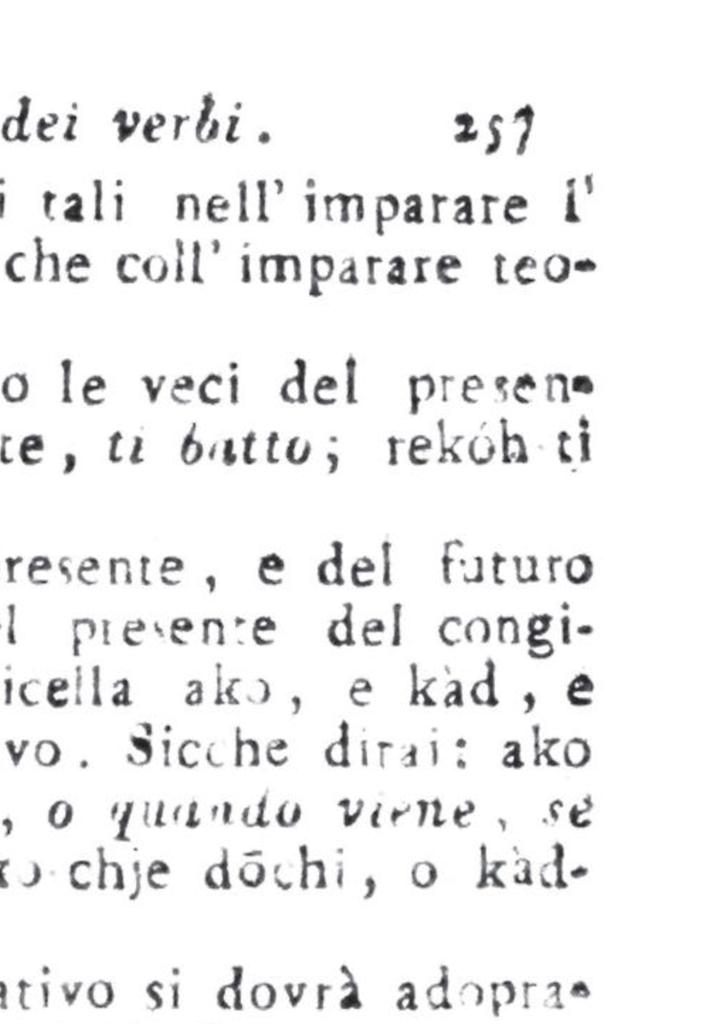 dei verbi. 257
i tali nell' imparare l'
che coll' imparare teo-
o le veci del presen-
te, ti batto; rekóh ti
resente, e del futuro
l presente del congi-
icella ako, e kàd, e
vo. Sicche dirai: ako
, o quando viene, se
ko chje dōchi, o kàd-
ativo si dovrà adopra-